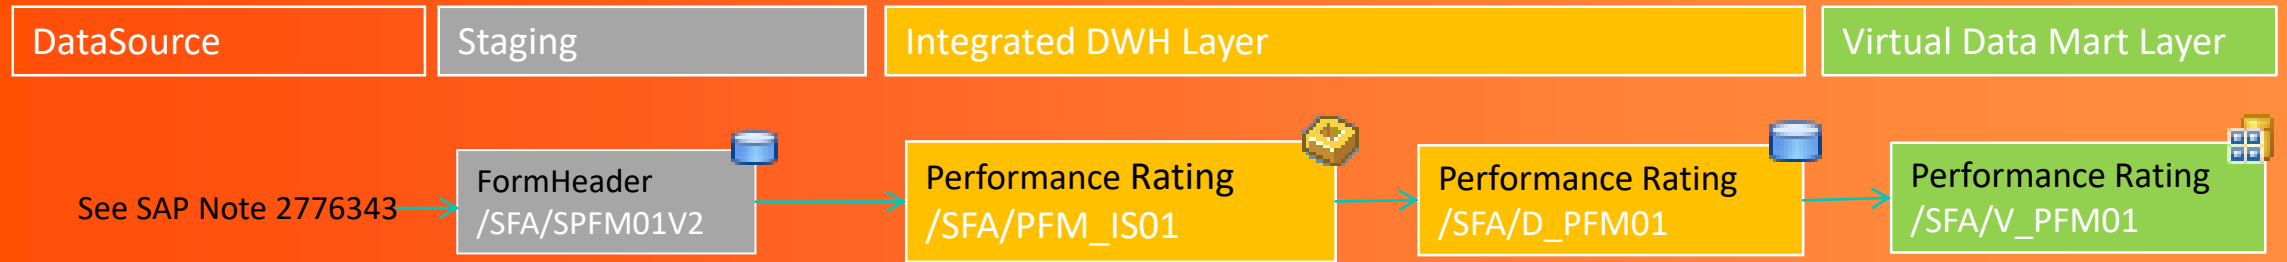 DataSource
Staging
Integrated DWH Layer
Virtual Data Mart Layer
See SAP Note 2776343
FormHeader
/SFA/SPFM01V2
Performance Rating
/SFA/PFM_IS01
Performance Rating
/SFA/D_PFM01
Performance Rating
/SFA/V_PFM01